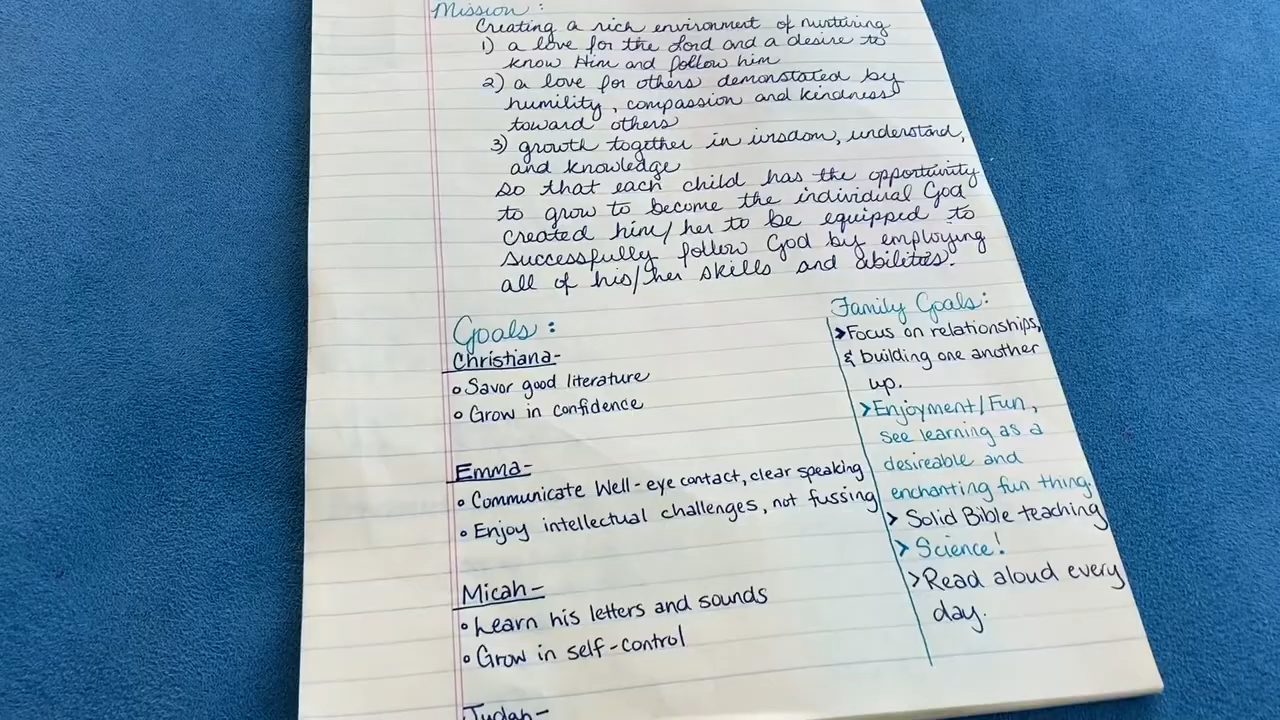 Mission:
Creating a rich environment of nurturing
1) a love for the Lord and a desire to
know Him and follow him
2) a love for others demonstated by
humility, compassion and kindness
toward others
3) growth together in wisdom, understand,
and knowledge
so that each child has the opportunity
to grow to become the individual God
created him/her to be equipped to
successfully follow God by employing
all of his/her skills and abilities.
Goals:
Christiana-
• Savor good literature
• Grow in confidence
Emma-
• Communicate Well-eye contact, clear speaking
• Enjoy intellectual challenges, not fussing
Micah-
• Learn his letters and sounds
• Grow in self-control
Judah-
Family Goals:
> Focus on relationships,
& building one another
up.
> Enjoyment/Fun,
see learning as a
desireable and
enchanting fun thing.
> Solid Bible teaching
> Science!
> Read aloud every
day.